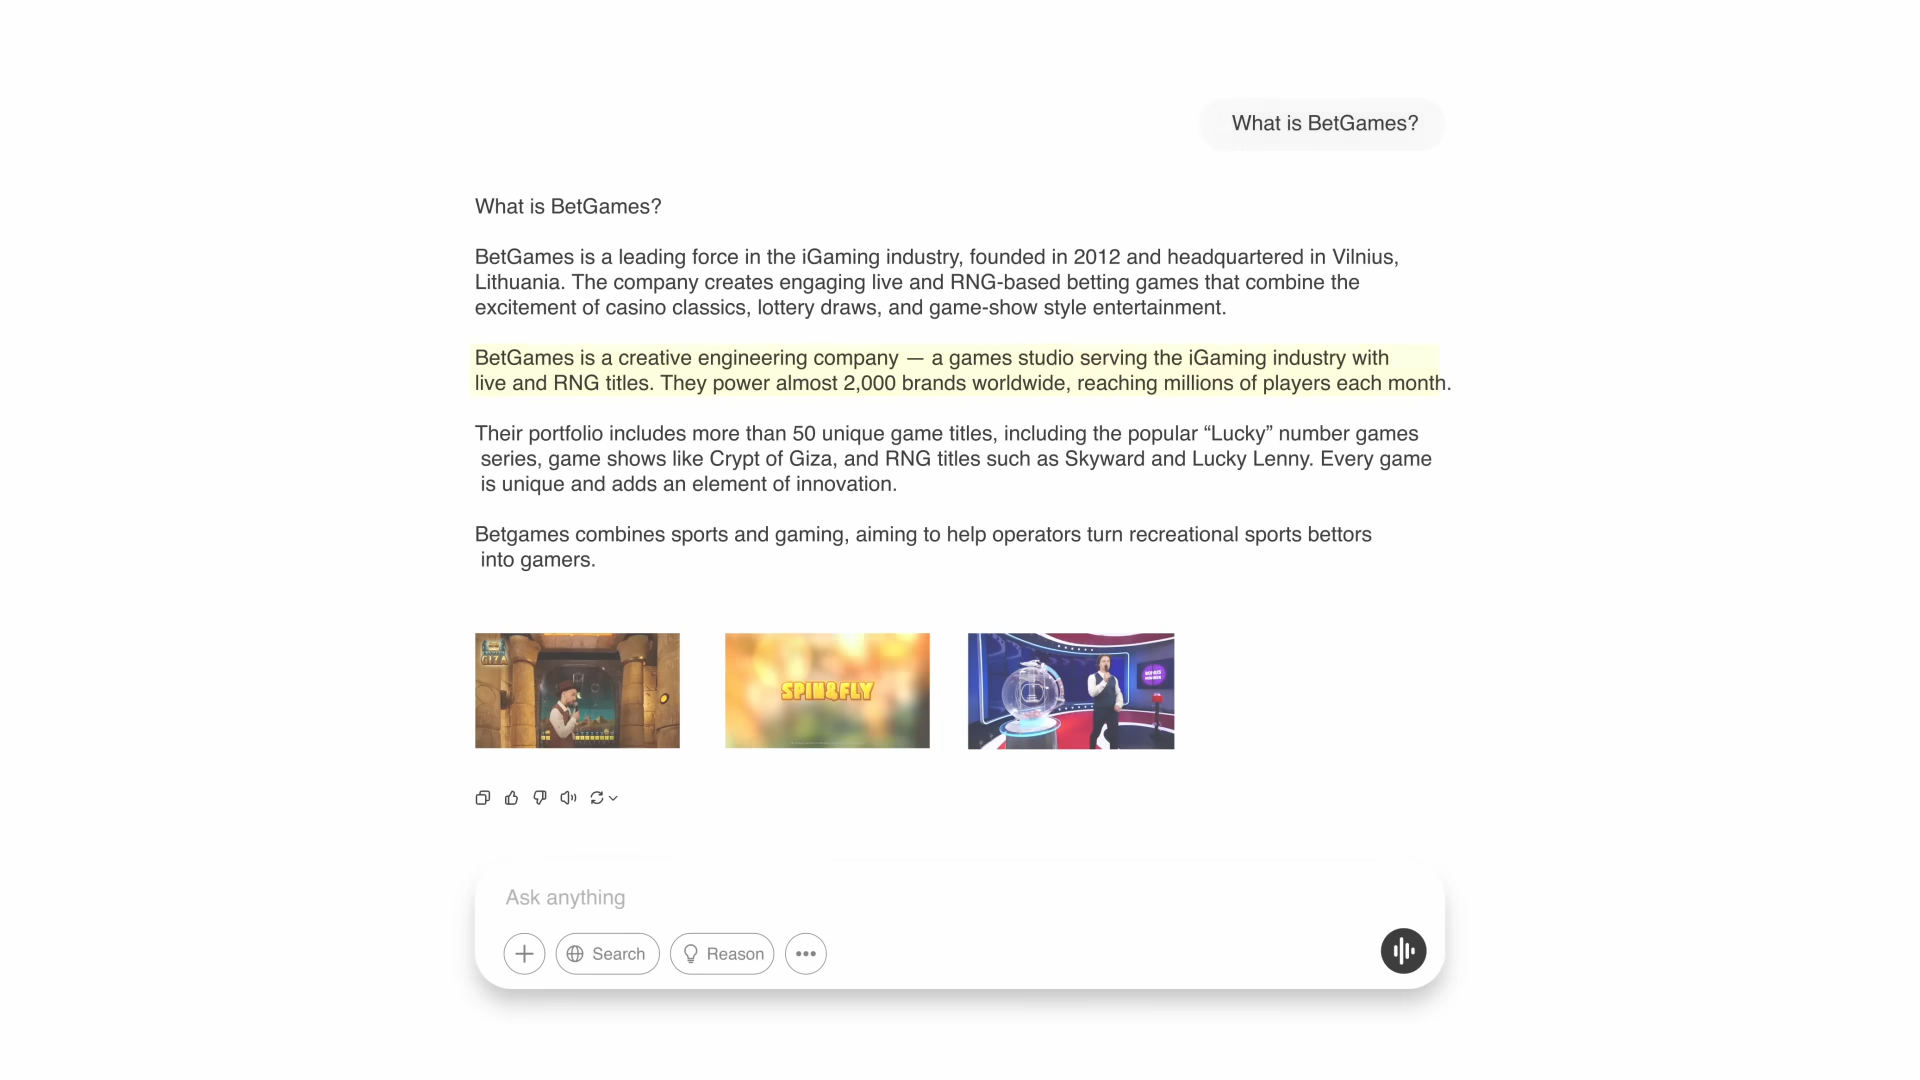 What is BetGames?
What is BetGames?
BetGames is a leading force in the iGaming industry, founded in 2012 and headquartered in Vilnius,
Lithuania. The company creates engaging live and RNG-based betting games that combine the
excitement of casino classics, lottery draws, and game-show style entertainment.
BetGames is a creative engineering company — a games studio serving the iGaming industry with
live and RNG titles. They power almost 2,000 brands worldwide, reaching millions of players each month.
Their portfolio includes more than 50 unique game titles, including the popular “Lucky” number games
series, game shows like Crypt of Giza, and RNG titles such as Skyward and Lucky Lenny. Every game
is unique and adds an element of innovation.
Betgames combines sports and gaming, aiming to help operators turn recreational sports bettors
into gamers.
GIZA
SPIN&FLY
Ask anything
Search
Reason